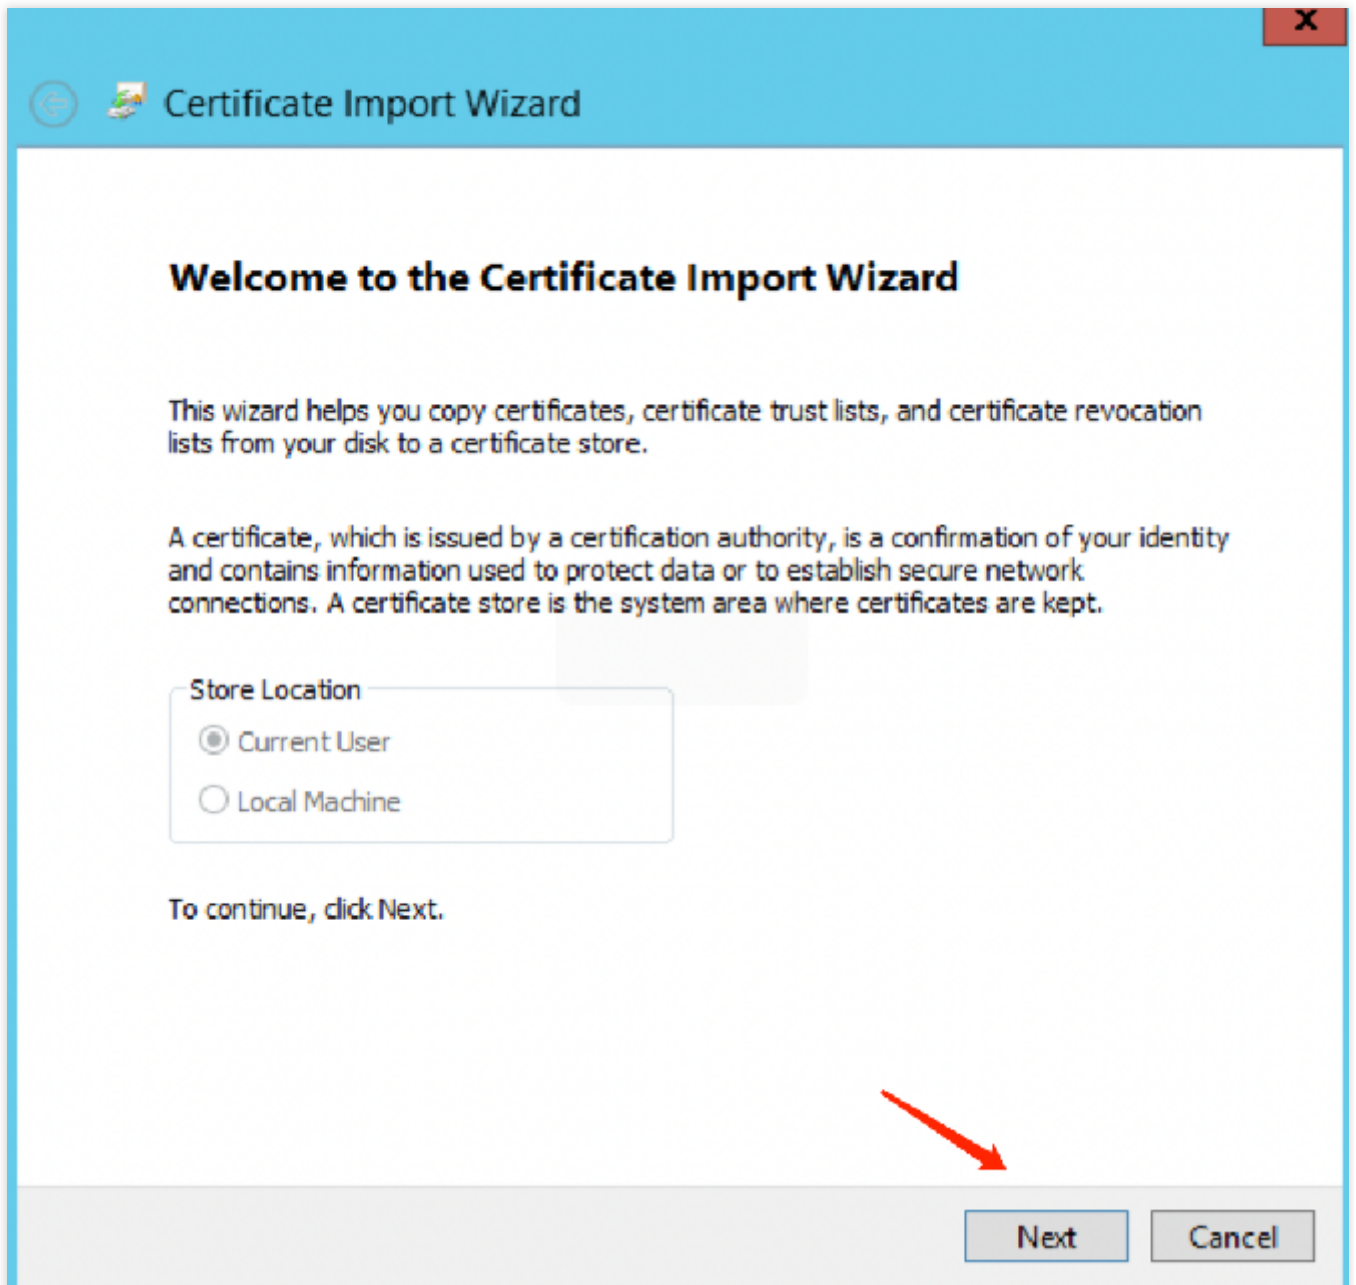 x
Certificate Import Wizard
Welcome to the Certificate Import Wizard
This wizard helps you copy certificates, certificate trust lists, and certificate revocation
lists from your disk to a certificate store.
A certificate, which is issued by a certification authority, is a confirmation of your identity
and contains information used to protect data or to establish secure network
connections. A certificate store is the system area where certificates are kept.
Store Location
Current User
Local Machine
To continue, click Next.
Next
Cancel